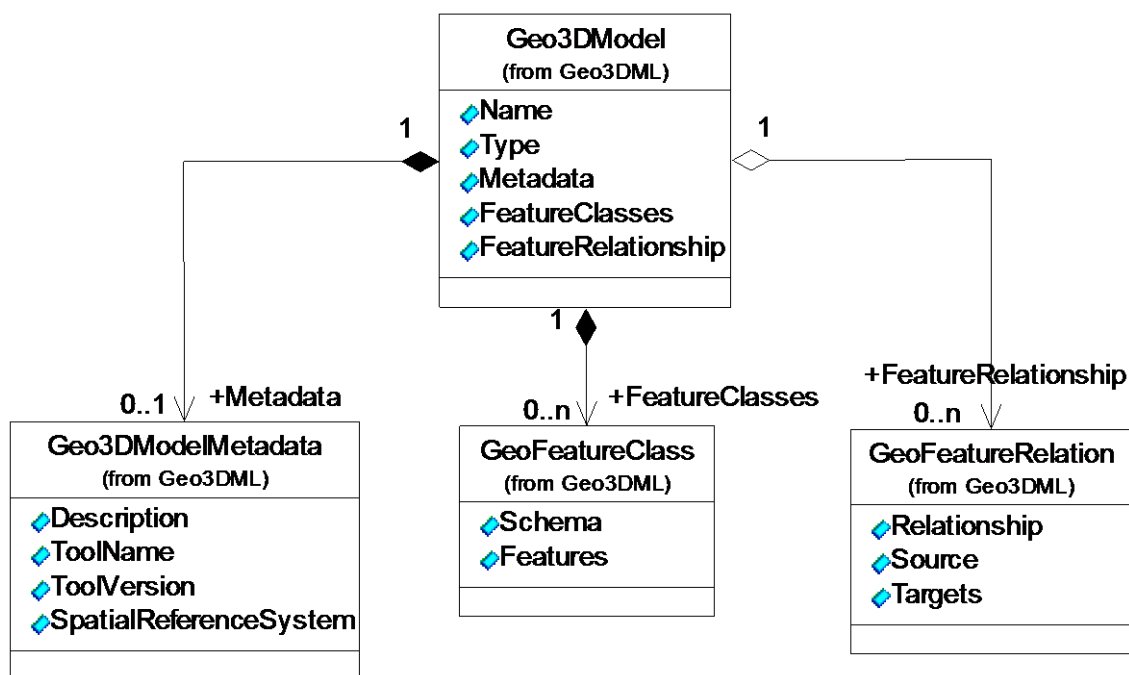 Geo3DModel
(from Geo3DML)
Name
Type
Metadata
FeatureClasses
FeatureRelationship
1
1
1
0..1
+Metadata
0..n
+FeatureClasses
+FeatureRelationship
0..n
Geo3DModelMetadata
(from Geo3DML)
Description
ToolName
ToolVersion
SpatialReferenceSystem
GeoFeatureClass
(from Geo3DML)
Schema
Features
GeoFeatureRelation
(from Geo3DML)
Relationship
Source
Targets